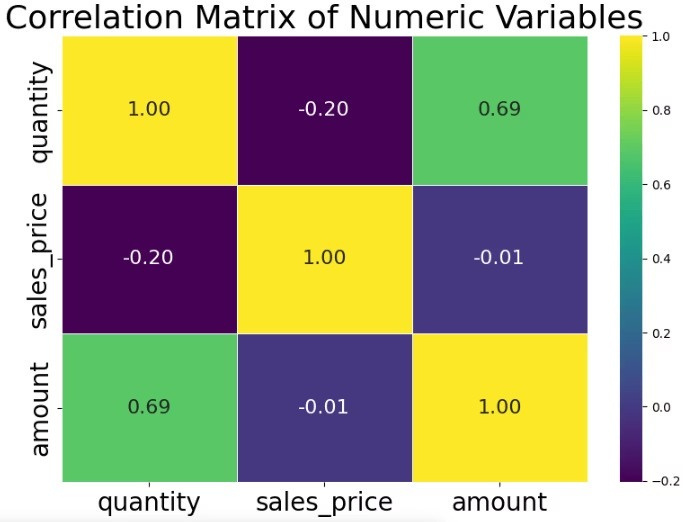 Correlation Matrix of Numeric Variables
quantity
1.00
-0.20
0.69
sales_price
-0.20
1.00
-0.01
amount
0.69
-0.01
1.00
quantity
sales_price
amount
1.0
0.8
0.6
0.4
0.2
0.0
−0.2